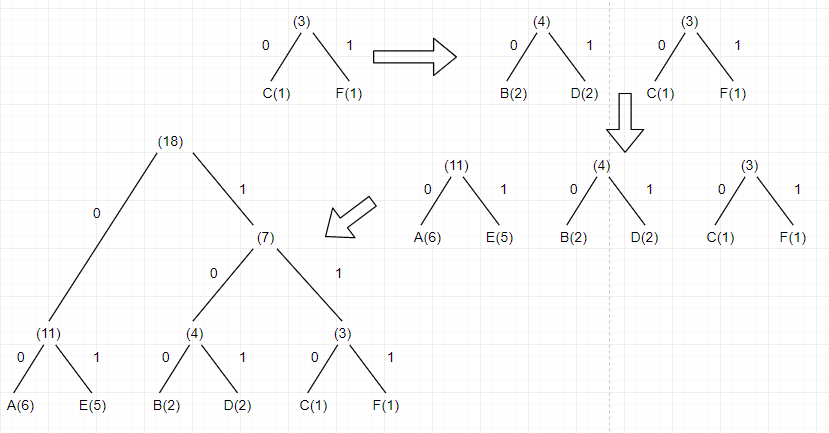 (3)
0 1
C(1) F(1)
(4)
0 1
B(2) D(2)
(3)
0 1
C(1) F(1)
(11)
0 1
A(6) E(5)
(4)
0 1
B(2) D(2)
(3)
0 1
C(1) F(1)
(18)
0 1
(7)
0 1
(11)
0 1
A(6) E(5)
(4)
0 1
B(2) D(2)
(3)
0 1
C(1) F(1)